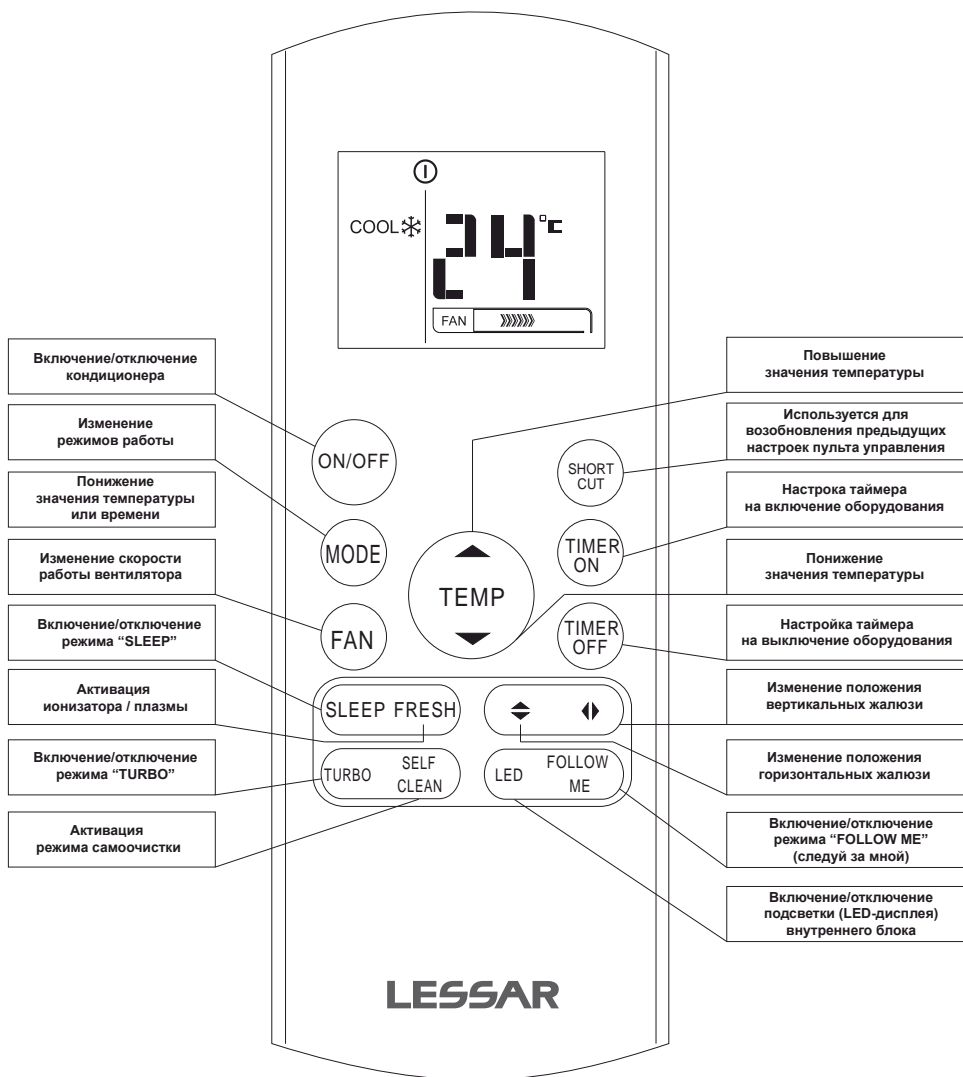 COOL
24°C
FAN
Включение/отключение
кондиционера
Изменение
режимов работы
Понижение
значения температуры
или времени
Изменение скорости
работы вентилятора
Включение/отключение
режима “SLEEP”
Активация
ионизатора / плазмы
Включение/отключение
режима “TURBO”
Активация
режима самоочистки
ON/OFF
MODE
FAN
TEMP
SHORT
CUT
TIMER
ON
TIMER
OFF
SLEEP FRESH
TURBO
SELF
CLEAN
LED
FOLLOW
ME
Повышение
значения температуры
Используется для
возобновления предыдущих
настроек пульта управления
Настрока таймера
на включение оборудования
Понижение
значения температуры
Настройка таймера
на выключение оборудования
Изменение положения
вертикальных жалюзи
Изменение положения
горизонтальных жалюзи
Включение/отключение
режима “FOLLOW ME”
(следуй за мной)
Включение/отключение
подсветки (LED-дисплея)
внутреннего блока
LESSAR